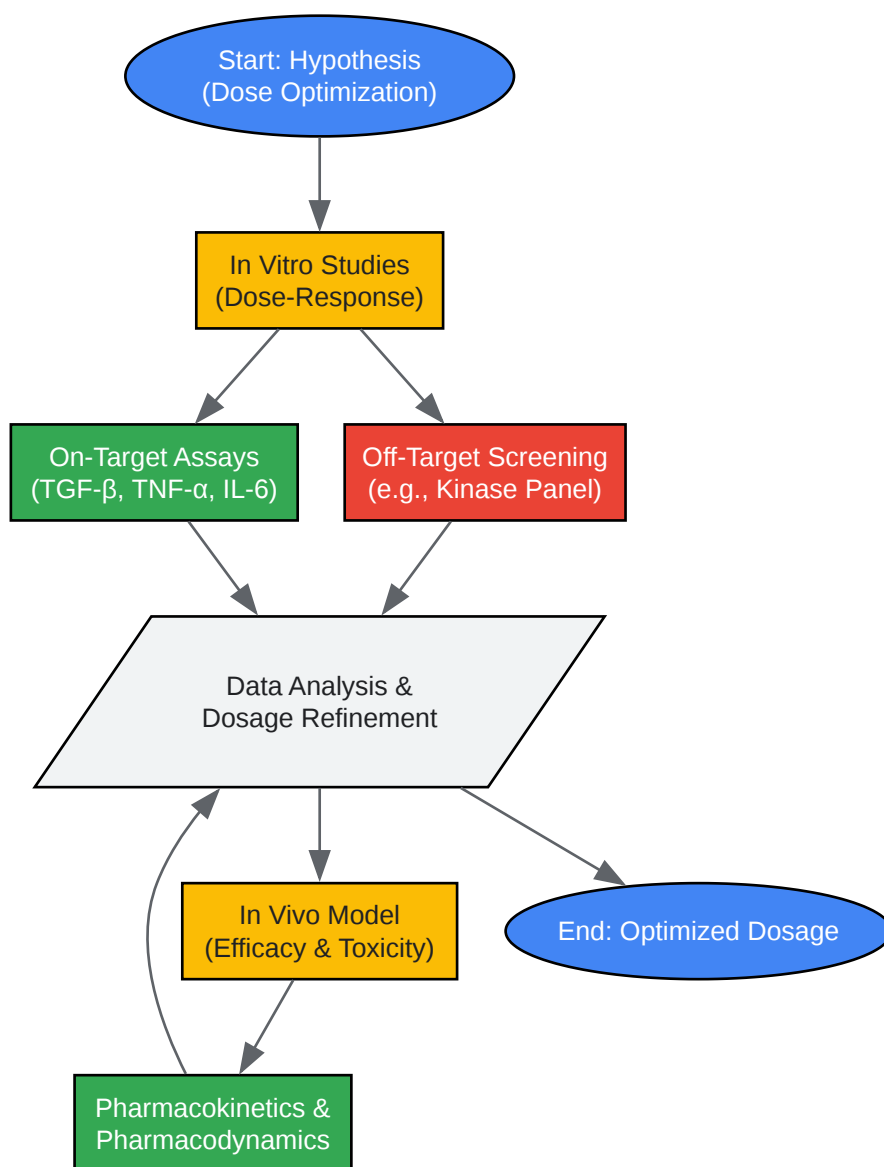 Start: Hypothesis
(Dose Optimization)
In Vitro Studies
(Dose-Response)
On-Target Assays
(TGF-β, TNF-α, IL-6)
Off-Target Screening
(e.g., Kinase Panel)
Data Analysis &
Dosage Refinement
In Vivo Model
(Efficacy & Toxicity)
End: Optimized Dosage
Pharmacokinetics &
Pharmacodynamics